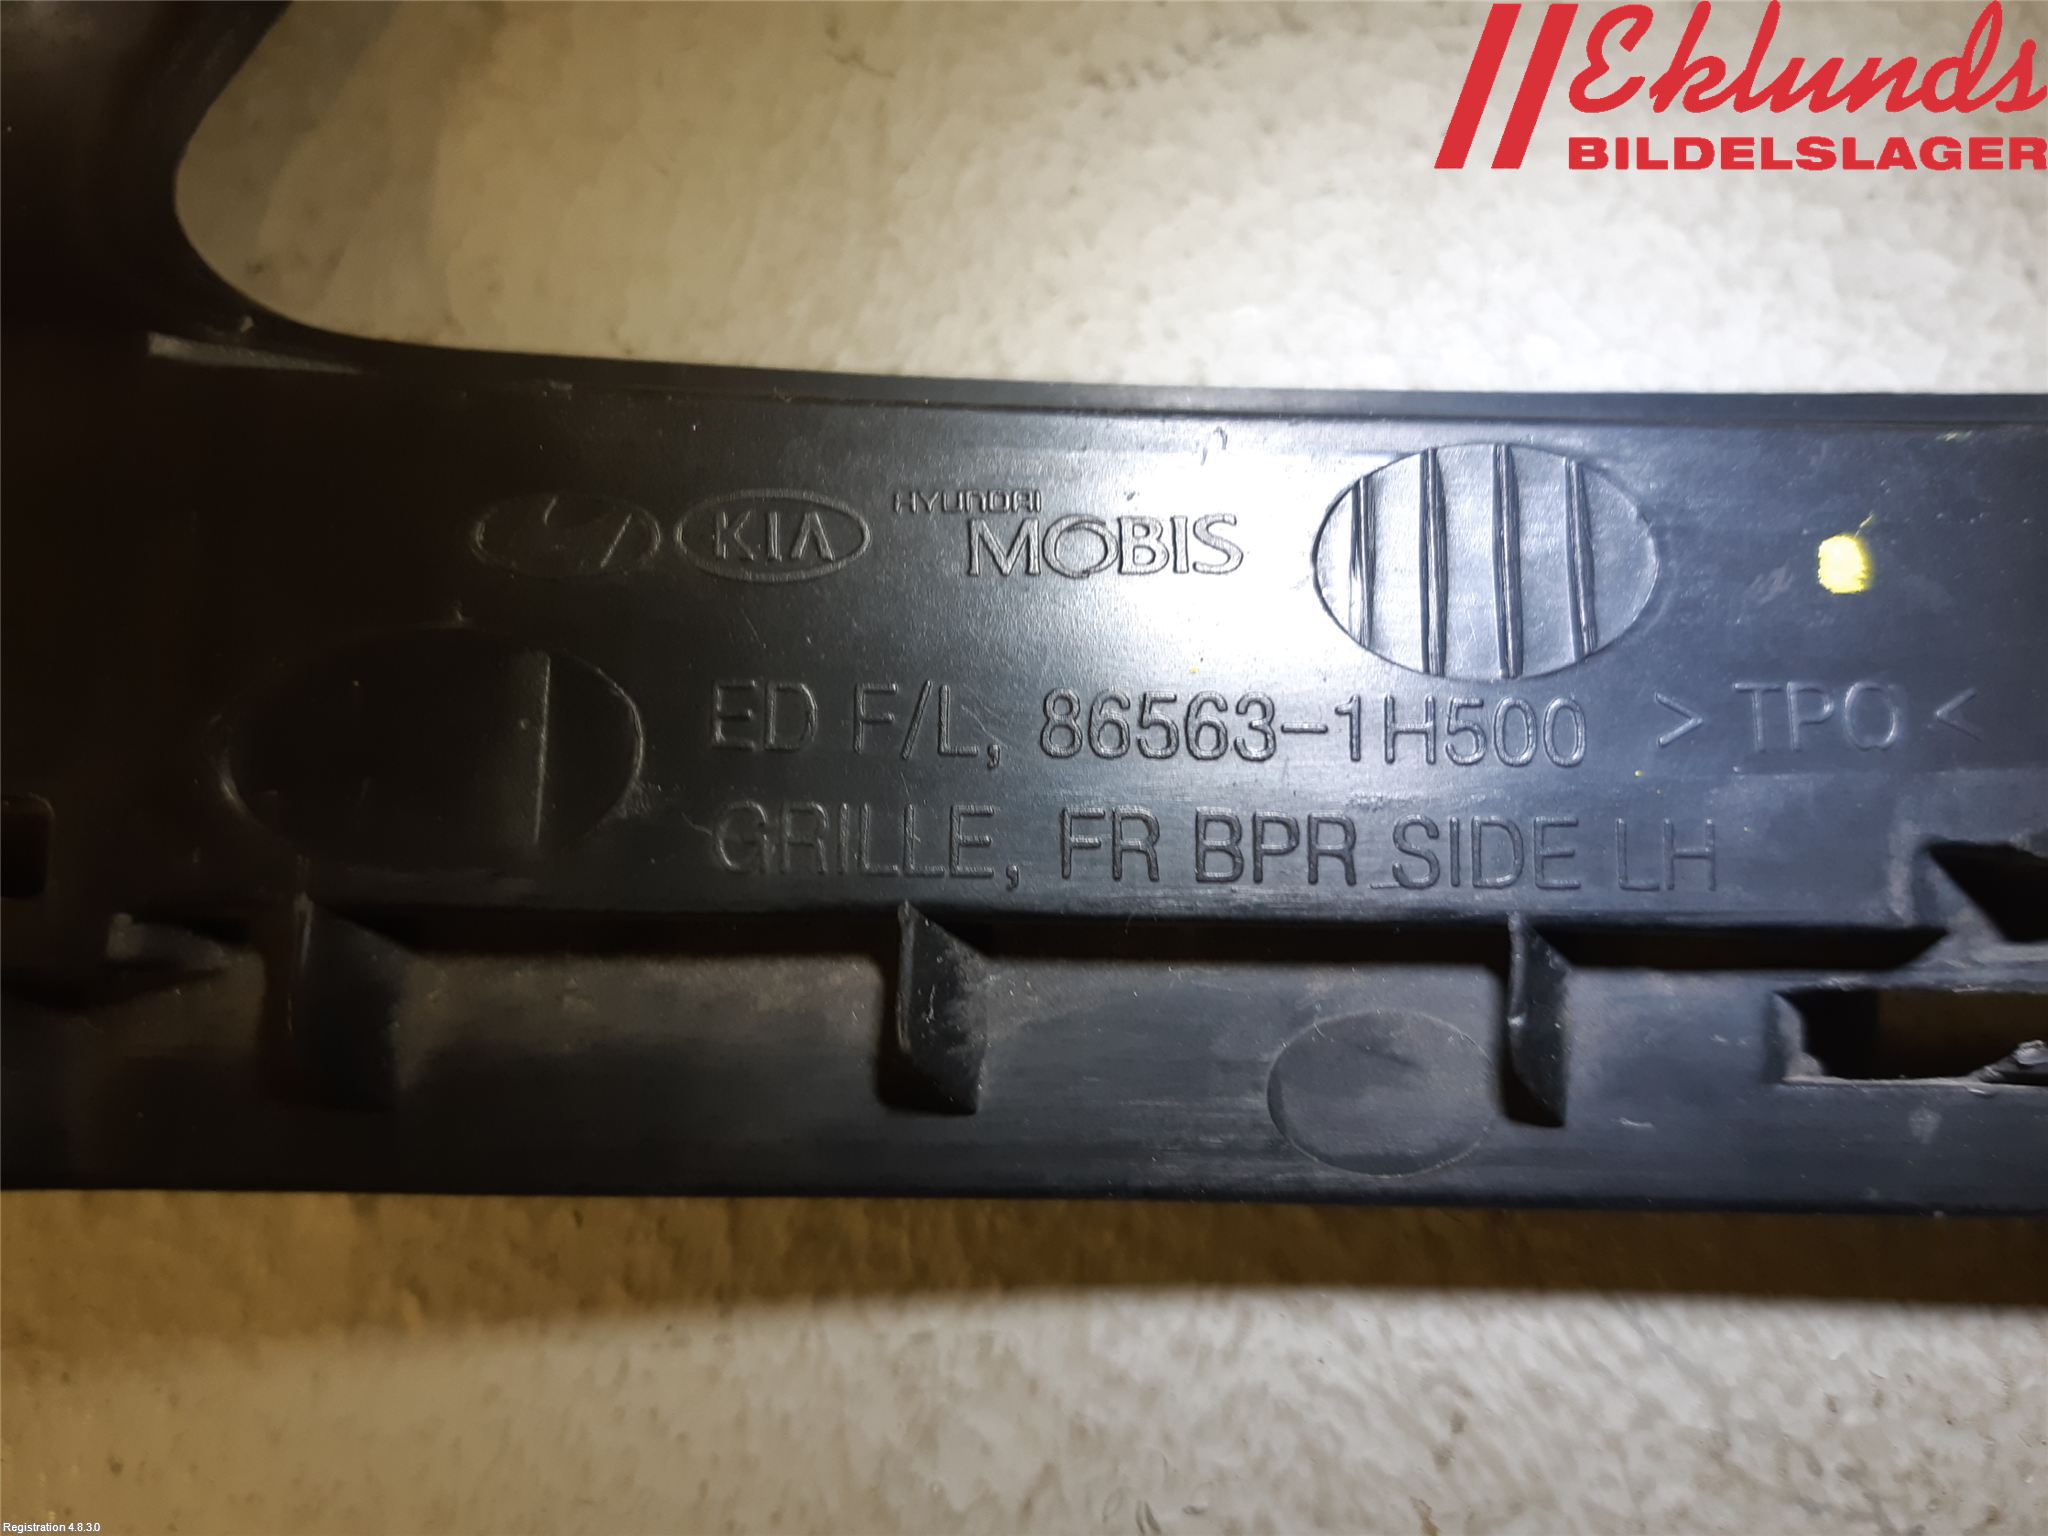 Eklunds
BILDELSLAGER
KIA HYUNDAI MOBIS
ED F/L, 86563-1H500 > TPO <
GRILLE, FR BPR SIDE LH
Registration 4.8.3.0